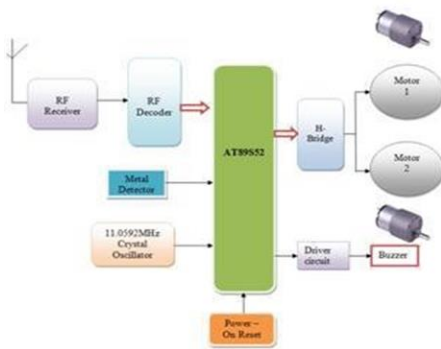 RF
Receiver
RF
Decoder
AT89S52
H-
Bridge
Motor
1
Motor
2
Metal
Detector
11.0592MHz
Crystal
Oscillator
Driver
circuit
Buzzer
Power –
On Reset